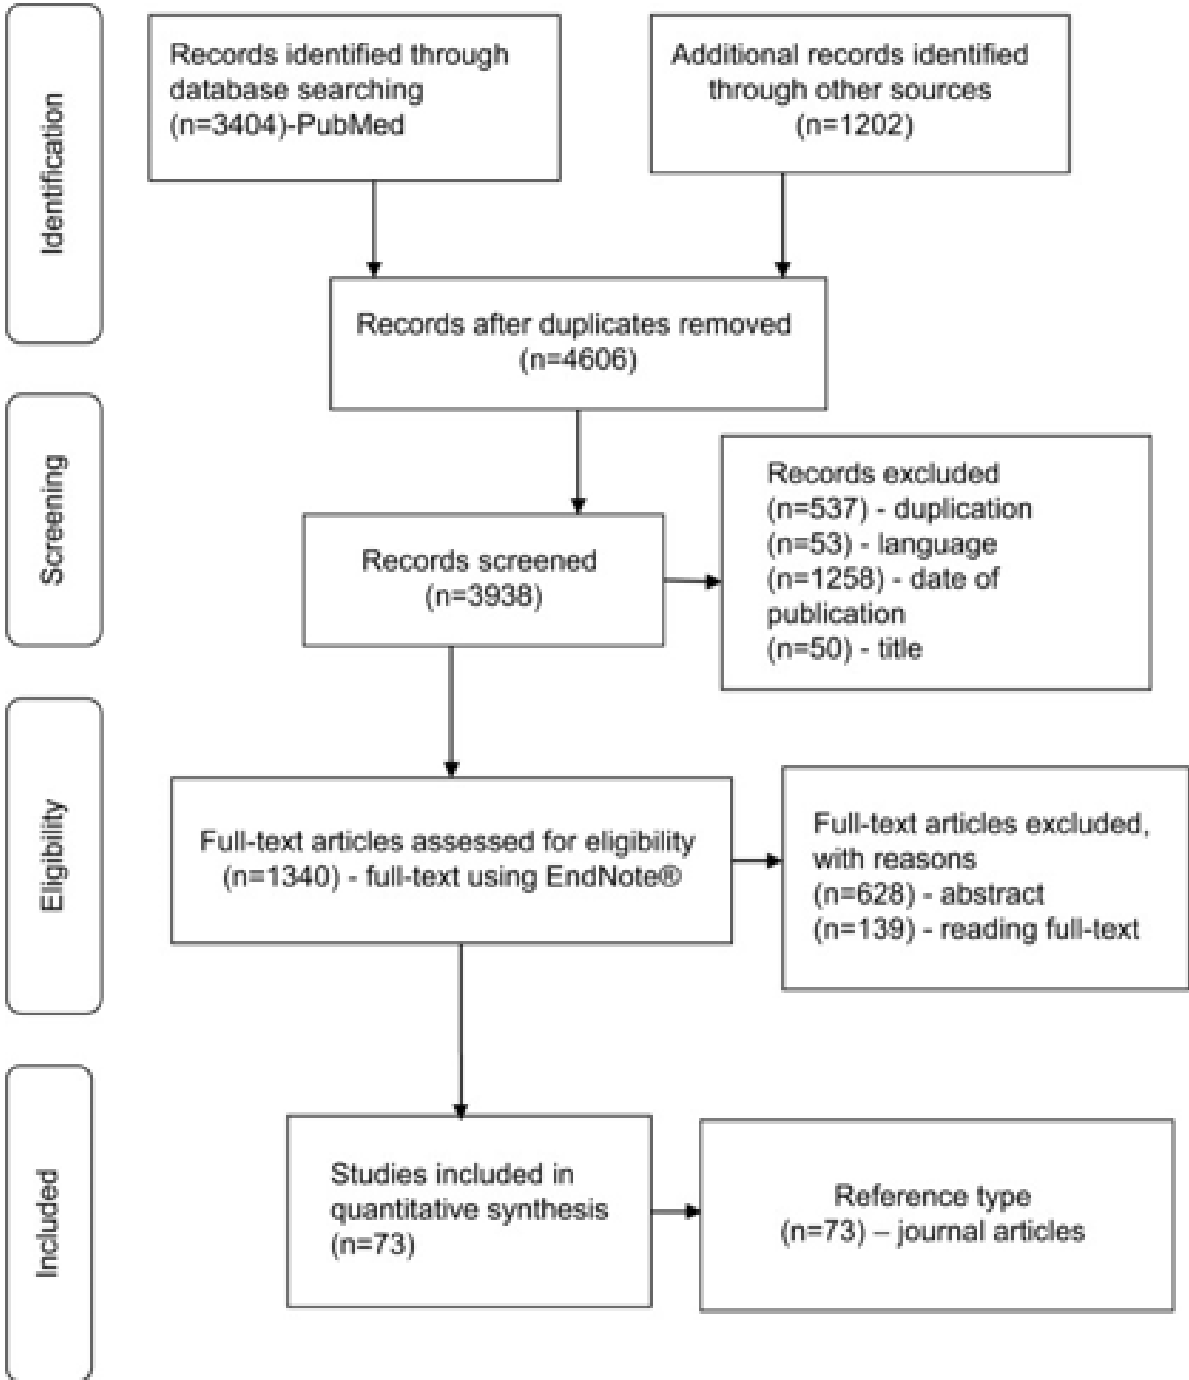 Identification
Records identified through
database searching
(n=3404)-PubMed
Additional records identified
through other sources
(n=1202)
Records after duplicates removed
(n=4606)
Screening
Records screened
(n=3938)
Records excluded
(n=537) - duplication
(n=53) - language
(n=1258) - date of
publication
(n=50) - title
Eligibility
Full-text articles assessed for eligibility
(n=1340) - full-text using EndNote®
Full-text articles excluded,
with reasons
(n=628) - abstract
(n=139) - reading full-text
Included
Studies included in
quantitative synthesis
(n=73)
Reference type
(n=73) – journal articles